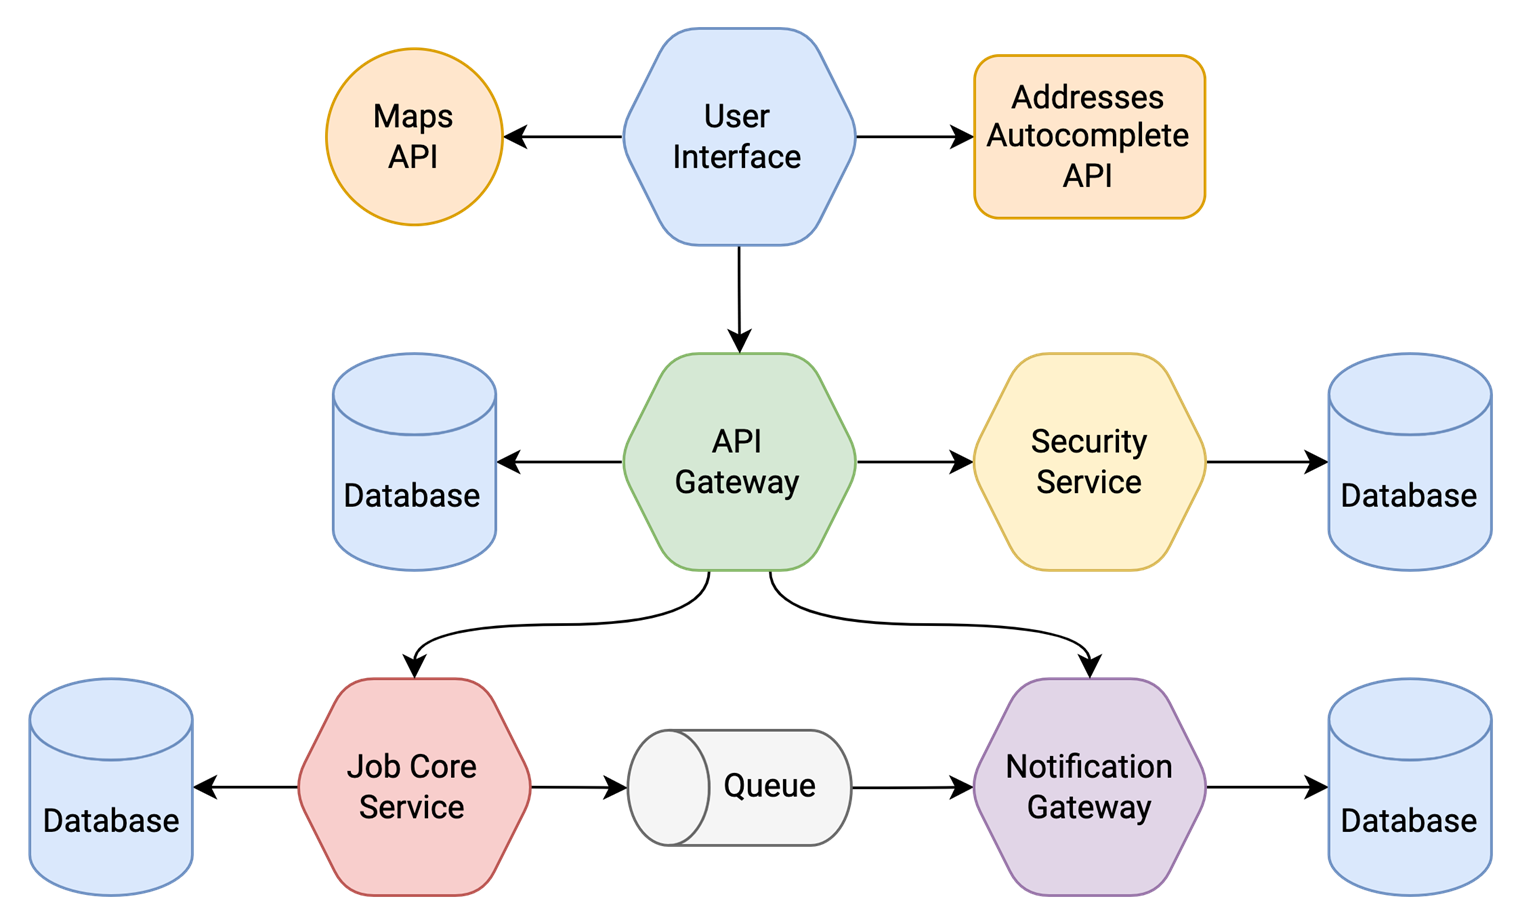 Maps
API
User
Interface
Addresses
Autocomplete
API
Database
API
Gateway
Security
Service
Database
Database
Job Core
Service
Queue
Notification
Gateway
Database